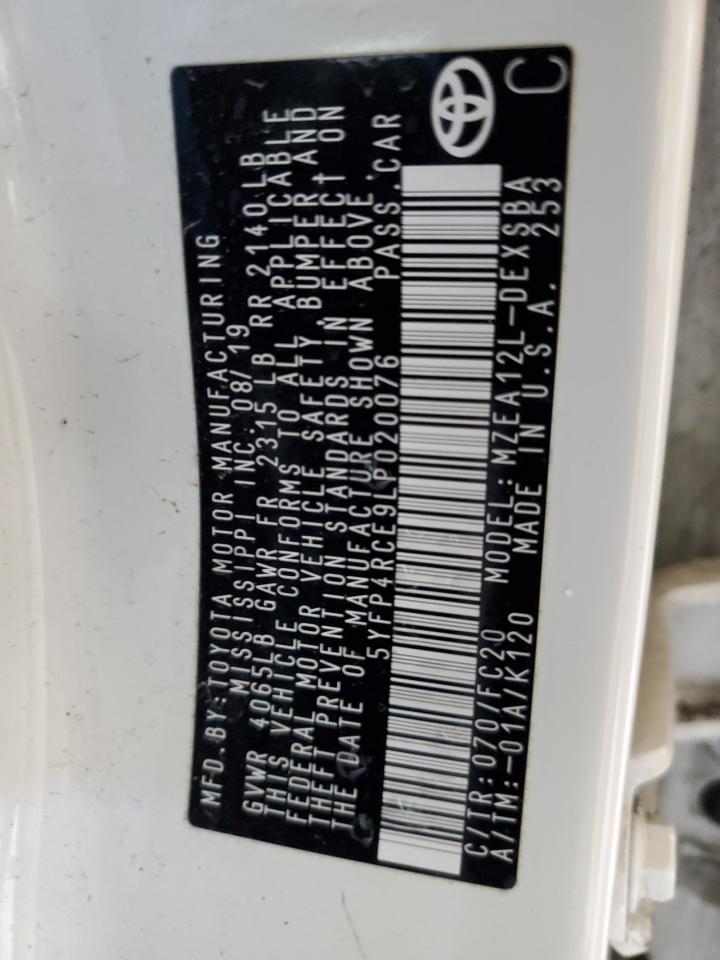 MFD. BY: TOYOTA MOTOR MANUFACTURING
MISSISSIPPI INC. 08/19
GVWR 4065LB GAWR FR 2315 LB RR 2140 LB
THIS VEHICLE CONFORMS TO ALL APPLICABLE
FEDERAL MOTOR VEHICLE SAFETY, BUMPER, AND
THEFT PREVENTION STANDARDS IN EFFECT ON
THE DATE OF MANUFACTURE SHOWN ABOVE.
5YFP4RCE9LP020076 PASS. CAR
C/TR: 070/FC20 MODEL: MZEA12L-DEXSBA
A/TM: -01A/K120 MADE IN U.S.A. 253
C